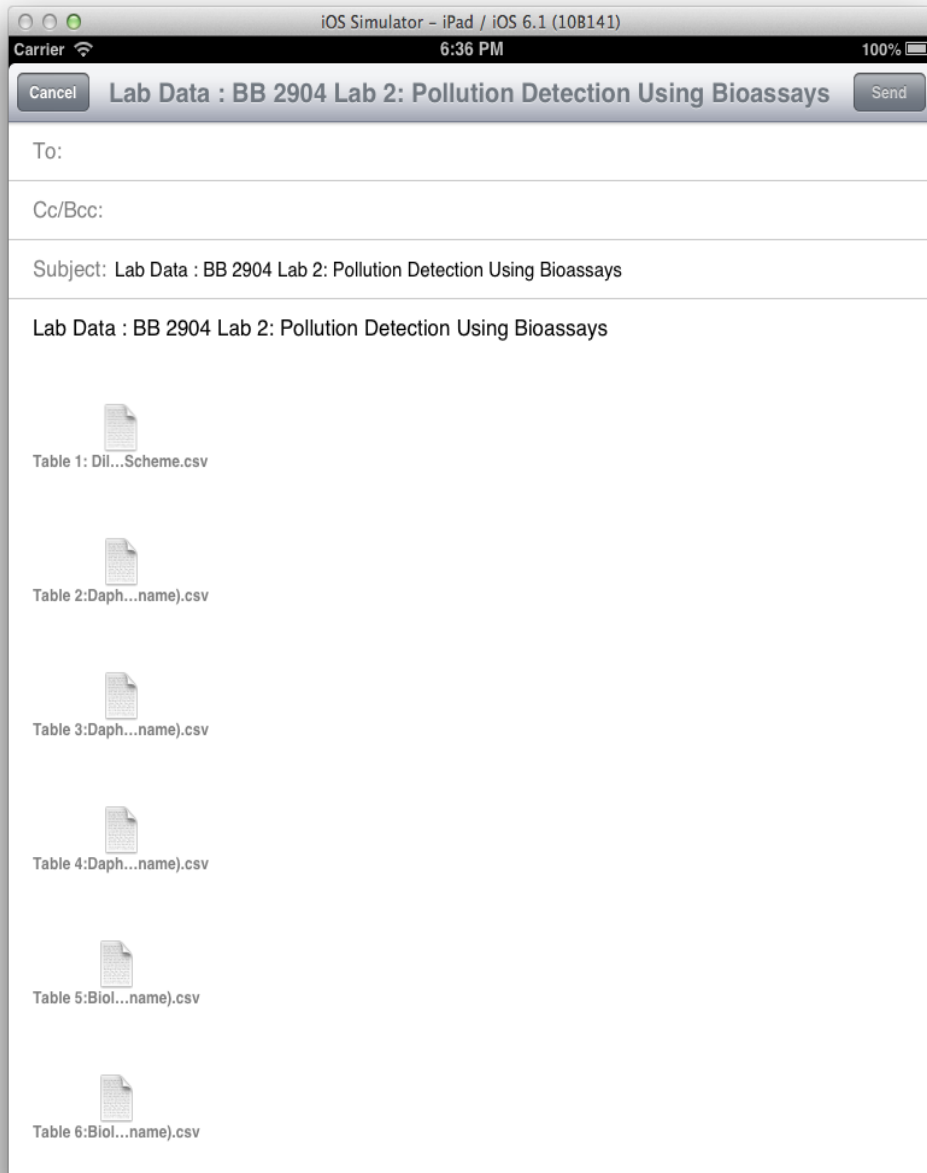 iOS Simulator – iPad / iOS 6.1 (10B141)
Carrier 6:36 PM 100%
Cancel Lab Data : BB 2904 Lab 2: Pollution Detection Using Bioassays Send
To:
Cc/Bcc:
Subject: Lab Data : BB 2904 Lab 2: Pollution Detection Using Bioassays
Lab Data : BB 2904 Lab 2: Pollution Detection Using Bioassays
Table 1: Dil...Scheme.csv
Table 2:Daph...name).csv
Table 3:Daph...name).csv
Table 4:Daph...name).csv
Table 5:Biol...name).csv
Table 6:Biol...name).csv